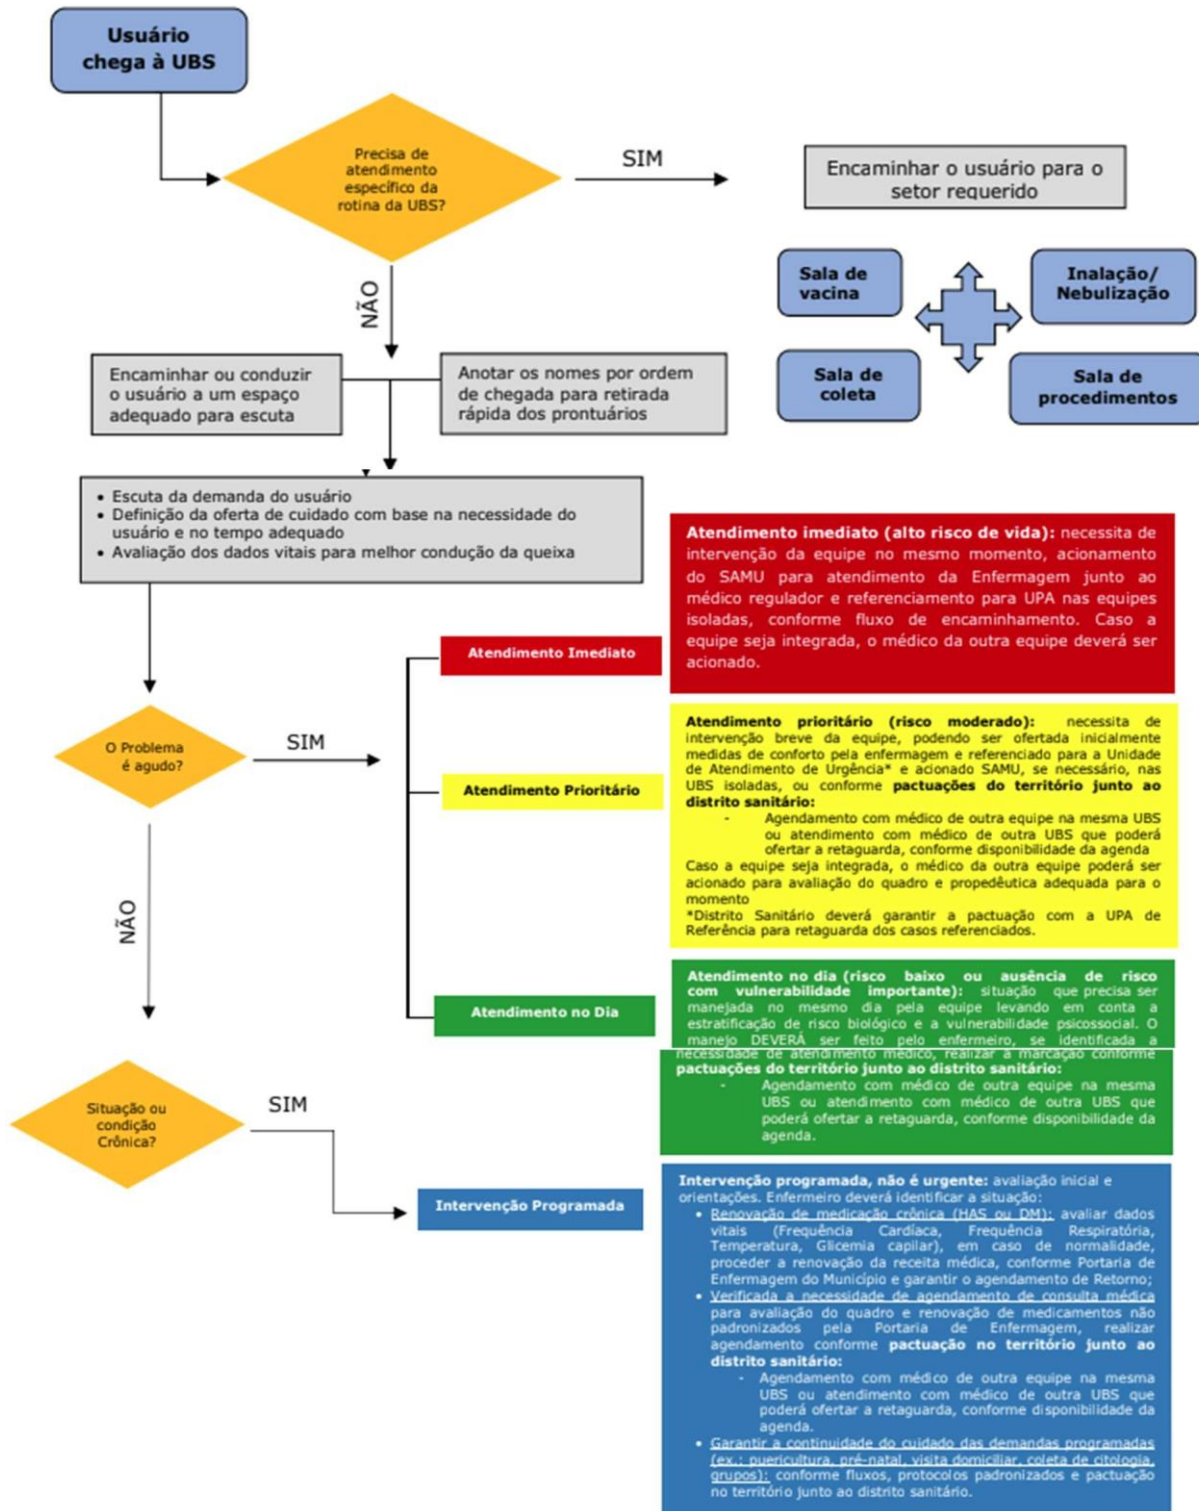 Usuário
chega à UBS
Precisa de
atendimento
específico da
rotina da UBS?
SIM
Encaminhar o usuário para o
setor requerido
Sala de
vacina
Inalação/
Nebulização
Sala de
coleta
Sala de
procedimentos
NÃO
Encaminhar ou conduzir
o usuário a um espaço
adequado para escuta
Anotar os nomes por ordem
de chegada para retirada
rápida dos prontuários
• Escuta da demanda do usuário
• Definição da oferta de cuidado com base na necessidade do
usuário e no tempo adequado
• Avaliação dos dados vitais para melhor condução da queixa
O Problema
é agudo?
SIM
Atendimento Imediato
Atendimento imediato (alto risco de vida): necessita de
intervenção da equipe no mesmo momento, acionamento
do SAMU para atendimento da Enfermagem junto ao
médico regulador e referenciamento para UPA nas equipes
isoladas, conforme fluxo de encaminhamento. Caso a
equipe seja integrada, o médico da outra equipe deverá ser
acionado.
Atendimento Prioritário
Atendimento prioritário (risco moderado): necessita de
intervenção breve da equipe, podendo ser ofertada inicialmente
medidas de conforto pela enfermagem e referenciado para a Unidade
de Atendimento de Urgência* e acionado SAMU, se necessário, nas
UBS isoladas, ou conforme pactuações do território junto ao
distrito sanitário:
- Agendamento com médico de outra equipe na mesma UBS
ou atendimento com médico de outra UBS que poderá
ofertar a retaguarda, conforme disponibilidade da agenda
Caso a equipe seja integrada, o médico da outra equipe poderá ser
acionado para avaliação do quadro e propedêutica adequada para o
momento
*Distrito Sanitário deverá garantir a pactuação com a UPA de
Referência para retaguarda dos casos referenciados.
Atendimento no Dia
Atendimento no dia (risco baixo ou ausência de risco
com vulnerabilidade importante): situação que precisa ser
manejada no mesmo dia pela equipe levando em conta a
estratificação de risco biológico e a vulnerabilidade psicossocial. O
manejo DEVERÁ ser feito pelo enfermeiro, se identificada a
necessidade de atendimento médico, realizar a marcação conforme
pactuações do território junto ao distrito sanitário:
- Agendamento com médico de outra equipe na mesma
UBS ou atendimento com médico de outra UBS que
poderá ofertar a retaguarda, conforme disponibilidade da
agenda.
NÃO
Situação ou
condição
Crônica?
SIM
Intervenção Programada
Intervenção programada, não é urgente: avaliação inicial e
orientações. Enfermeiro deverá identificar a situação:
• Renovação de medicação crônica (HAS ou DM): avaliar dados
vitais (Frequência Cardíaca, Frequência Respiratória,
Temperatura, Glicemia capilar), em caso de normalidade,
proceder a renovação da receita médica, conforme Portaria de
Enfermagem do Município e garantir o agendamento de Retorno;
• Verificada a necessidade de agendamento de consulta médica
para avaliação do quadro e renovação de medicamentos não
padronizados pela Portaria de Enfermagem, realizar
agendamento conforme pactuação no território junto ao
distrito sanitário:
- Agendamento com médico de outra equipe na mesma
UBS ou atendimento com médico de outra UBS que
poderá ofertar a retaguarda, conforme disponibilidade da
agenda.
• Garantir a continuidade do cuidado das demandas programadas
(ex.: puericultura, pré-natal, visita domiciliar, coleta de citologia,
grupos): conforme fluxos, protocolos padronizados e pactuação
no território junto ao distrito sanitário.